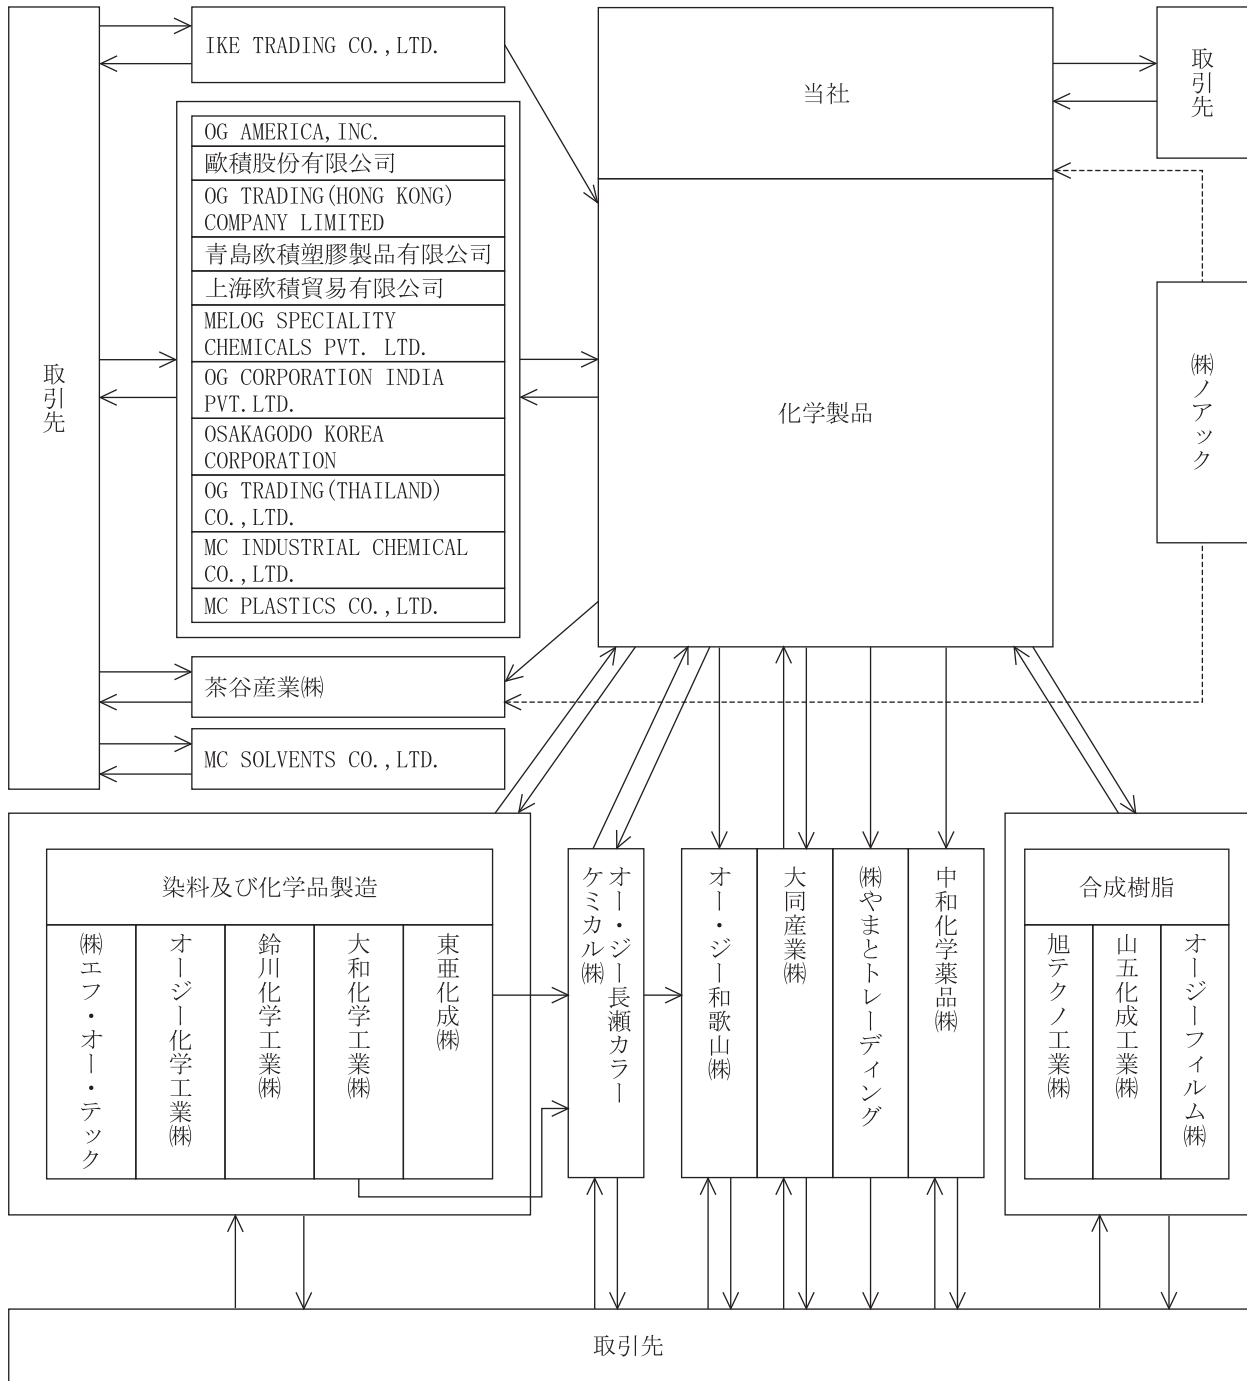 IKE TRADING CO.,LTD.
当社
取引先
OG AMERICA,INC.
歐積股份有限公司
OG TRADING(HONG KONG)
COMPANY LIMITED
青島欧積塑膠製品有限公司
上海欧積貿易有限公司
MELOG SPECIALITY
CHEMICALS PVT. LTD.
OG CORPORATION INDIA
PVT.LTD.
OSAKAGODO KOREA
CORPORATION
OG TRADING(THAILAND)
CO.,LTD.
MC INDUSTRIAL CHEMICAL
CO.,LTD.
MC PLASTICS CO.,LTD.
取引先
化学製品
㈱ノアック
茶谷産業㈱
MC SOLVENTS CO.,LTD.
染料及び化学品製造
㈱エフ・オー・テック
オージー化学工業㈱
鈴川化学工業㈱
大和化学工業㈱
東亜化成㈱
オー・ジー長瀬カラー
ケミカル㈱
オー・ジー和歌山㈱
大同産業㈱
㈱やまとトレーディング
中和化学薬品㈱
合成樹脂
旭テクノ工業㈱
山五化成工業㈱
オージーフィルム㈱
取引先